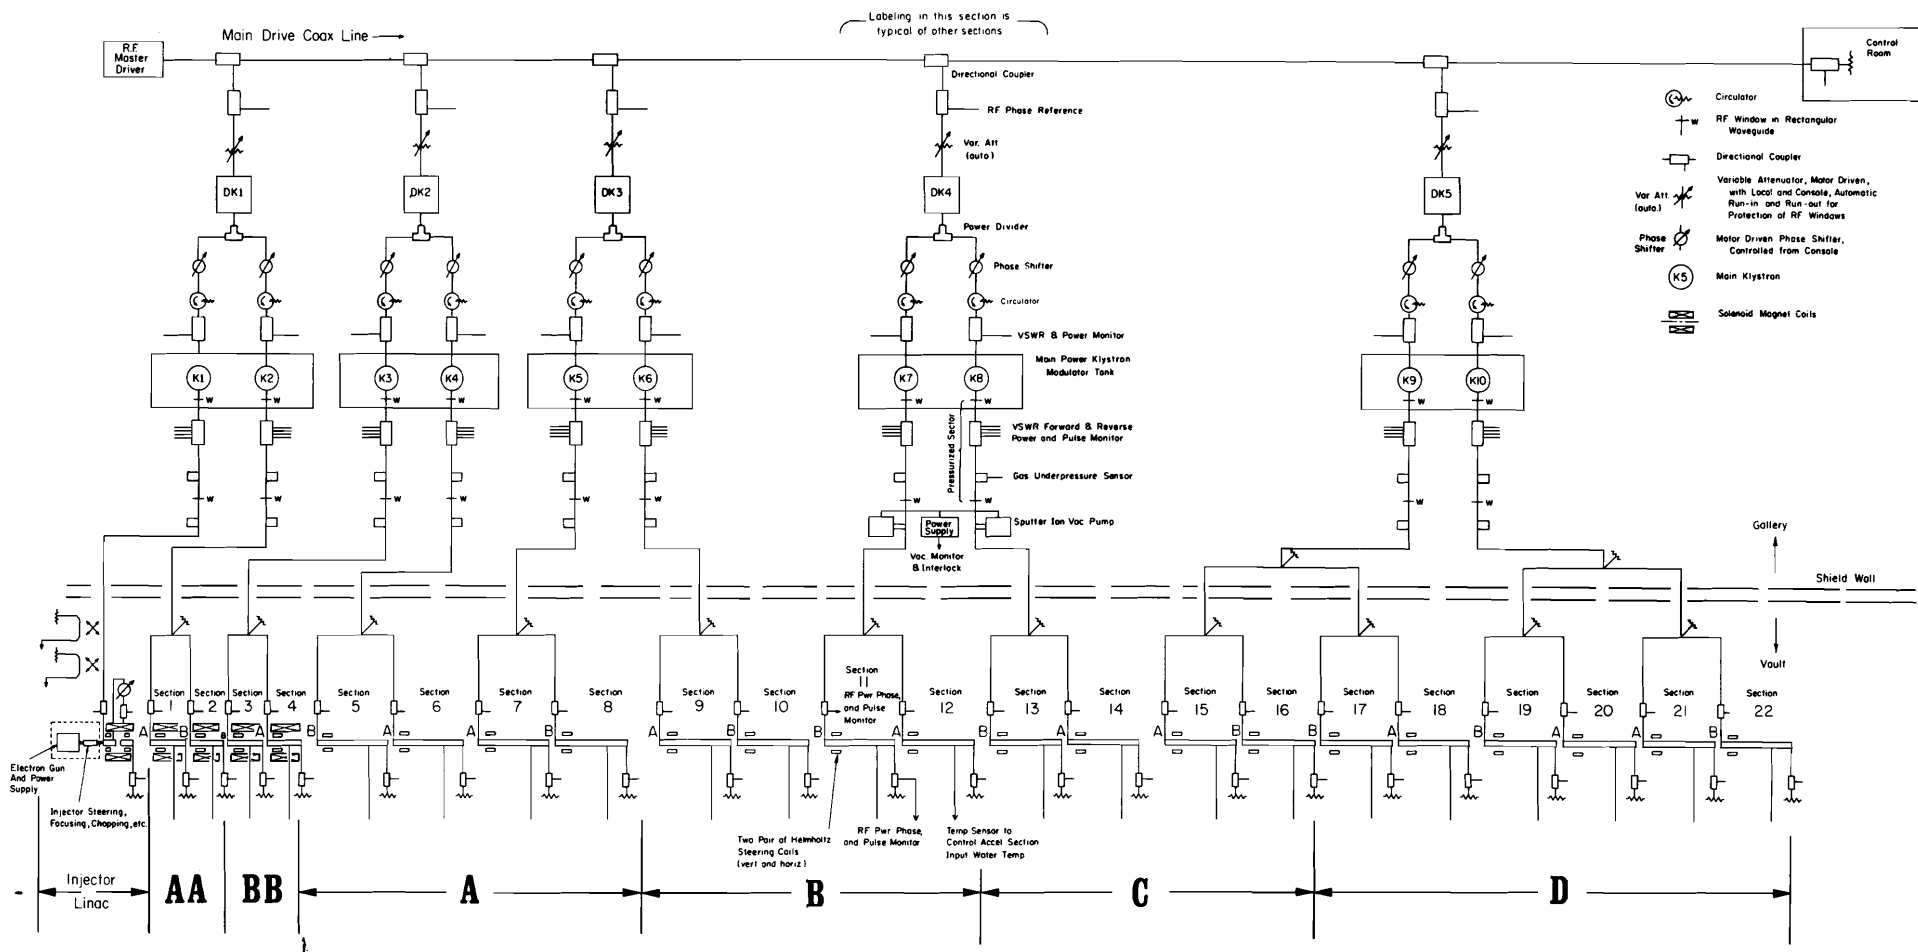 Labeling in this section is
typical of other sections
Main Drive Coax Line
R.F.
Master
Driver
Control
Room
Directional Coupler
RF Phase Reference
Var. Att
(auto)
DK1
DK2
DK3
DK4
DK5
Power Divider
Phase Shifter
Circulator
VSWR & Power Monitor
Main Power Klystron
Modulator Tank
K1
K2
K3
K4
K5
K6
K7
K8
K9
K10
W
W
W
W
W
W
W
W
W
W
VSWR Forward & Reverse
Power and Pulse Monitor
Pressurized Sector
Gas Underpressure Sensor
W
W
W
W
W
W
W
W
W
W
Sputter Ion Vac Pump
Power
Supply
Vac. Monitor
& Interlock
Circulator
W
RF Window in Rectangular
Waveguide
Directional Coupler
Var Att.
(auto.)
Variable Attenuator, Motor Driven,
with Local and Console, Automatic
Run-in and Run-out for
Protection of RF Windows
Phase
Shifter
Motor Driven Phase Shifter,
Controlled from Console
K5
Main Klystron
Solenoid Magnet Coils
Gallery
Shield Wall
Vault
Section
1
Section
2
Section
3
Section
4
Section
5
Section
6
Section
7
Section
8
Section
9
Section
10
Section
11
RF Pwr Phase,
and Pulse
Monitor
Section
12
Section
13
Section
14
Section
15
Section
16
Section
17
Section
18
Section
19
Section
20
Section
21
Section
22
A
B
B
A
B
A
A
B
A
B
B
A
B
A
A
B
B
A
B
A
A
B
Electron Gun
And Power
Supply
Injector Steering,
Focusing, Chopping, etc.
Two Pair of Helmholtz
Steering Coils
(vert and horiz)
RF Pwr Phase,
and Pulse Monitor
Temp Sensor to
Control Accel Section
Input Water Temp
Injector
Linac
AA
BB
A
B
C
D